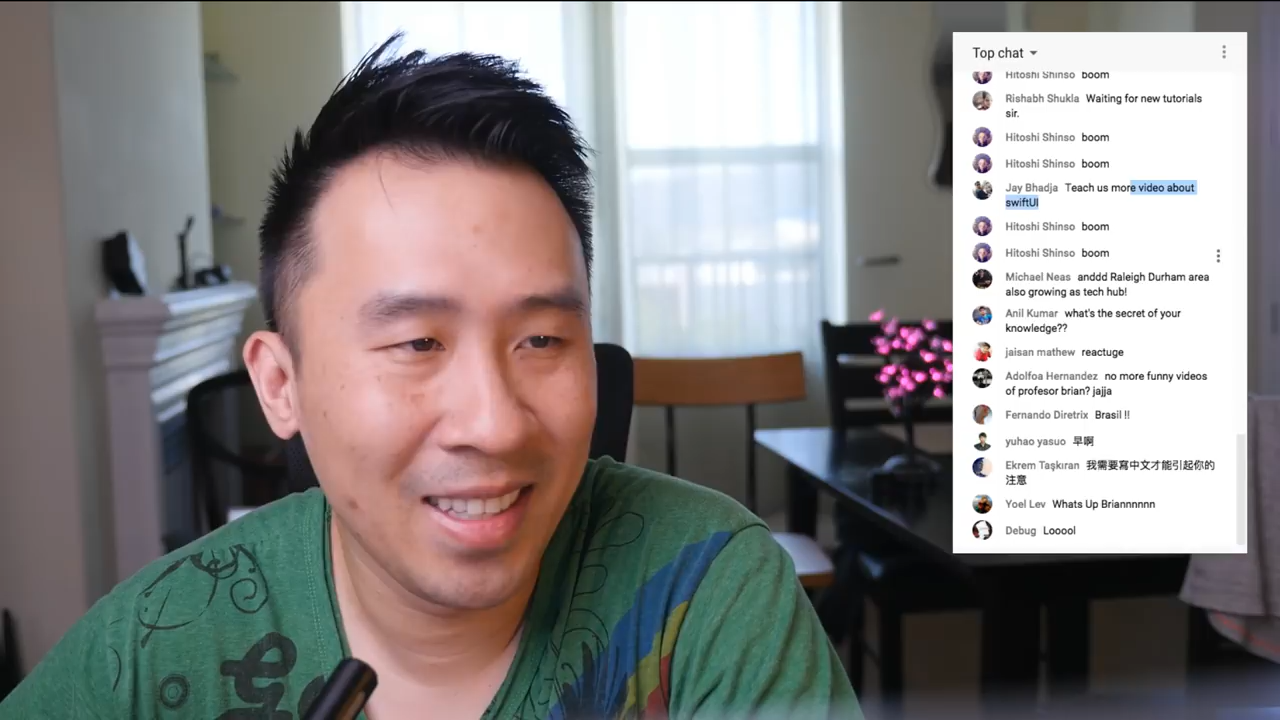 Top chat
Hitoshi Shinso boom
Rishabh Shukla Waiting for new tutorials
sir.
Hitoshi Shinso boom
Hitoshi Shinso boom
Jay Bhadja Teach us more video about
swiftUI
Hitoshi Shinso boom
Hitoshi Shinso boom
Michael Neas anddd Raleigh Durham area
also growing as tech hub!
Anil Kumar what's the secret of your
knowledge??
jaisan mathew reactuge
Adolfoa Hernandez no more funny videos
of profesor brian? jajja
Fernando Diretrix Brasil !!
yuhao yasuo 早啊
Ekrem Taşkıran 我需要寫中文才能引起你的
注意
Yoel Lev Whats Up Briannnnnn
Debug Looool